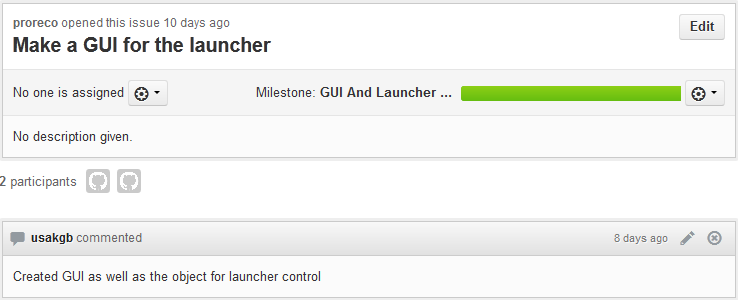 proreco opened this issue 10 days ago
Make a GUI for the launcher
Edit
No one is assigned
Milestone: GUI And Launcher ...
No description given.
2 participants
usakgb commented
8 days ago
Created GUI as well as the object for launcher control